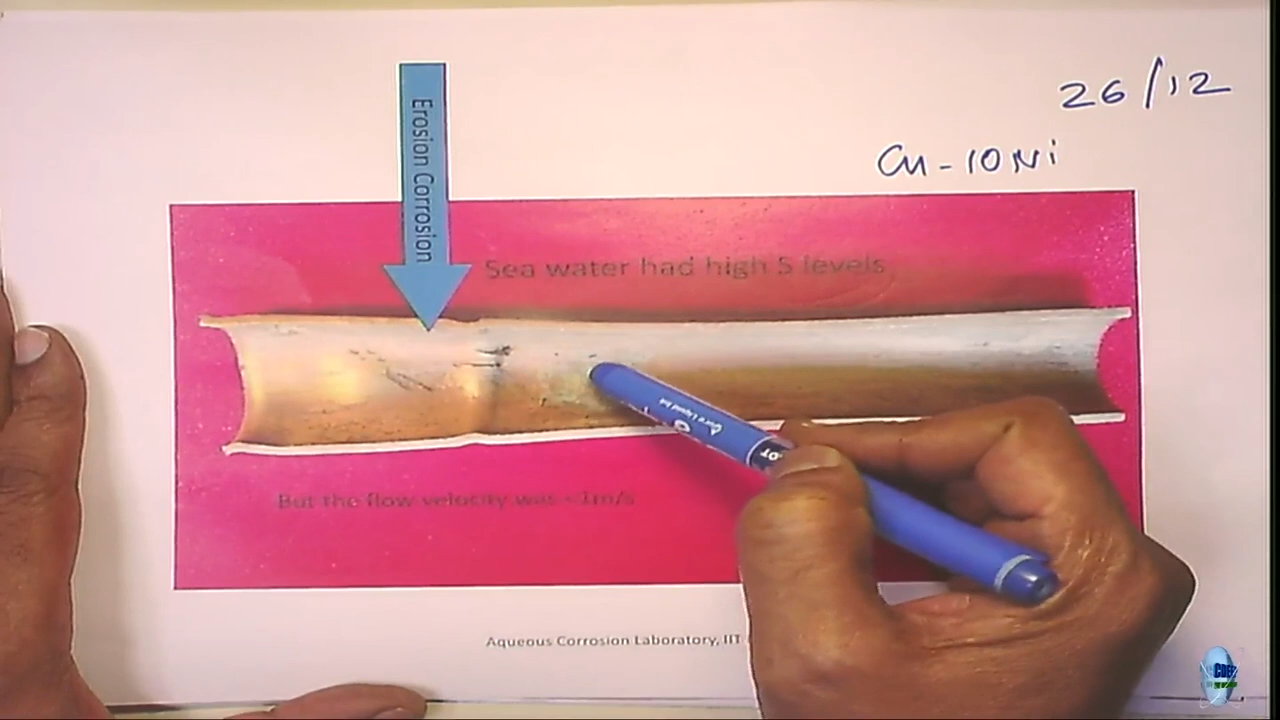 26/12
Cu-10Ni
Erosion Corrosion
Sea water had high S levels
But the flow velocity was
Aqueous Corrosion Laboratory, IIT